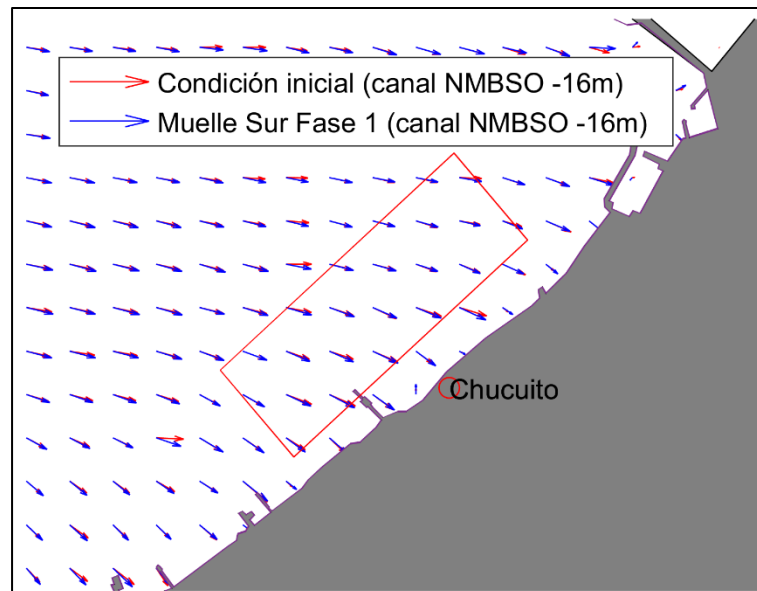 Condición inicial (canal NMBSO -16m)
Muelle Sur Fase 1 (canal NMBSO -16m)
Chucuito